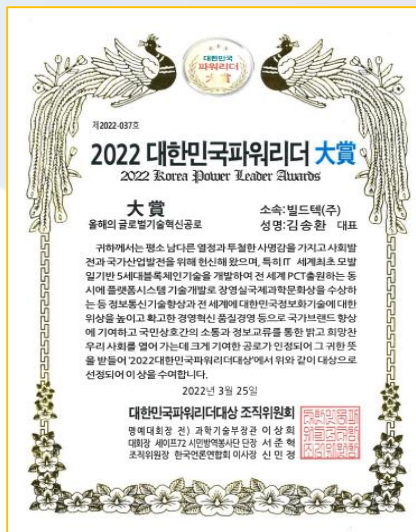 대한민국
파워리더
大賞
제2022-037호
2022 대한민국파워리더 大賞
2022 Korea Power Leader Awards
大賞
올해의 글로벌기술혁신공로
소속:빌드텍(주)
성명:김송환 대표
귀하께서는 평소 남다른 열정과 투철한 사명감을 가지고 사회발
전과 국가산업발전을 위해 헌신해 왔으며, 특히 IT 세계최초 모발
일기반 5세대블록체인기술을 개발하여 전 세계 PCT출원하는 동
시에 플랫폼시스템 기술개발로 장영실국제과학문화상을 수상하
는 등 정보통신기술향상과 전 세계에 대한민국정보화기술에 대한
위상을 높이고 확고한 경영혁신 품질경영 등으로 국가브랜드 향상
에 기여하고 국민상호간의 소통과 정보교류를 통한 밝고 희망찬
우리 사회를 열어 가는데 크게 기여한 공로가 인정되어 그 귀한 뜻
을 받들어 '2022대한민국파워리더대상'에서 위와 같이 대상으로
선정되어 이 상을 수여합니다.
2022년 3월 25일
대한민국파워리더대상 조직위원회
명예대회장 전) 과학기술부장관 이상희
대회장 세이프72 시민방역봉사단 단장 서준혁
조직위원장 한국언론연합회 이사장 신민정